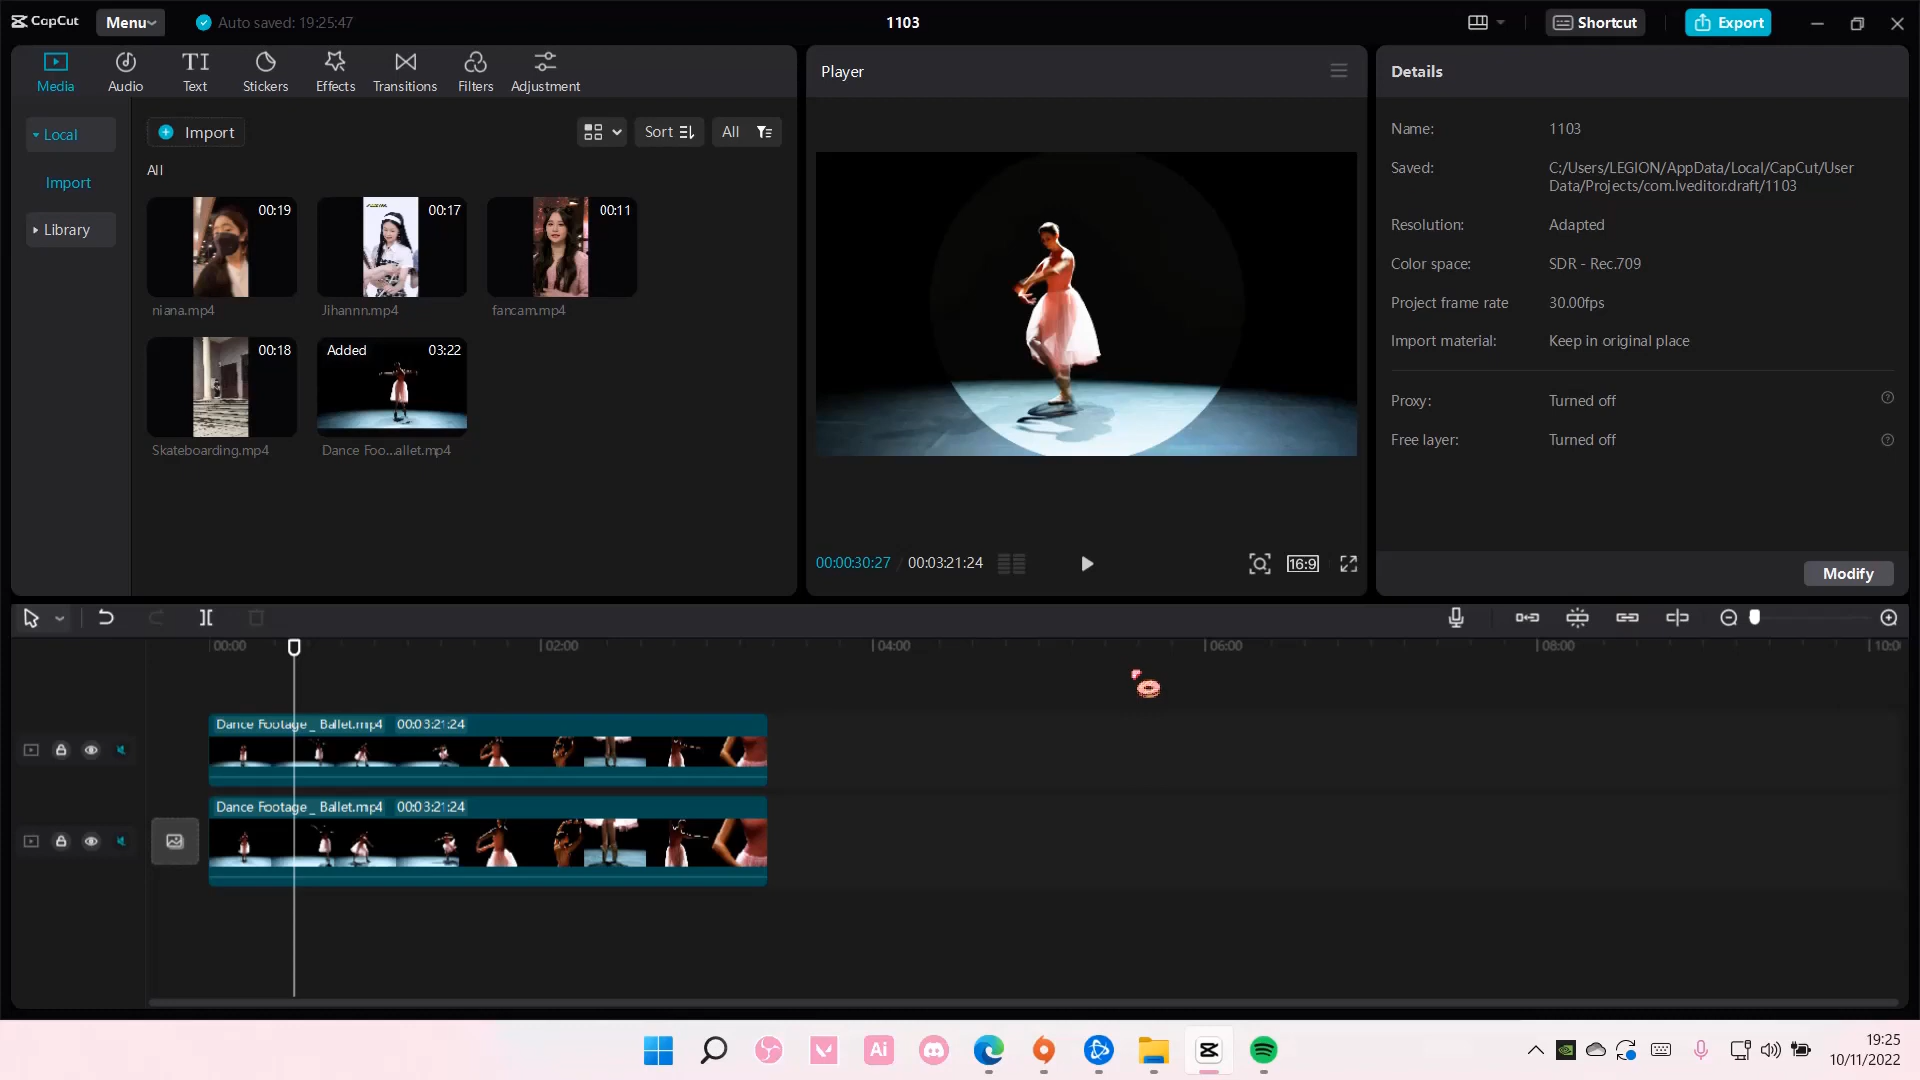 CapCut
Menu
Auto saved: 19:25:47
1103
Shortcut
Export
Media
Audio
TI Text
Stickers
Effects
Transitions
Filters
Adjustment
Local
Import
Library
Import
Sort
All
All
00:19
niana.mp4
00:17
Jihannn.mp4
00:11
fancam.mp4
00:18
Skateboarding.mp4
Added 03:22
Dance Foo...allet.mp4
Player
00:00:30:27 / 00:03:21:24
16:9
Details
Name: 1103
Saved: C:/Users/LEGION/AppData/Local/CapCut/User
Data/Projects/com.lveditor.draft/1103
Resolution: Adapted
Color space: SDR - Rec.709
Project frame rate 30.00fps
Import material: Keep in original place
Proxy: Turned off
Free layer: Turned off
Modify
00:00
02:00
04:00
06:00
08:00
10:0
Dance Footage _ Ballet.mp4 00:03:21:24
Dance Footage _ Ballet.mp4 00:03:21:24
Ai
19:25
10/11/2022